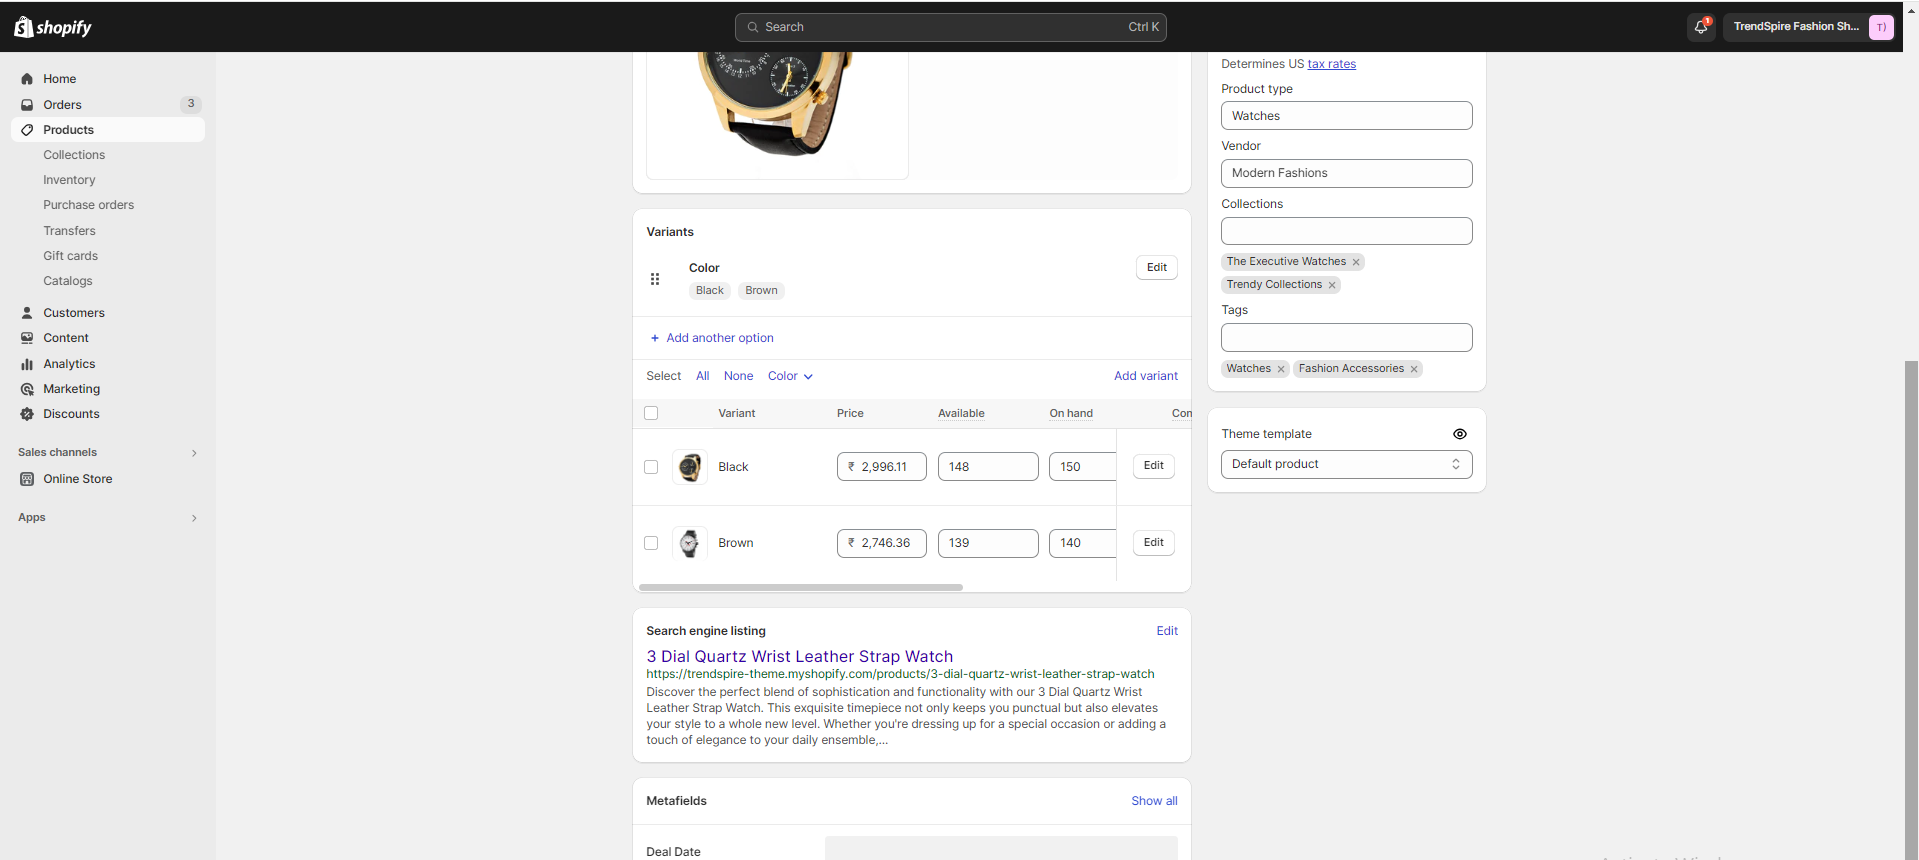 shopify
Search
Ctrl K
1
TrendSpire Fashion Sh...
T)
Home
Orders
3
Products
Collections
Inventory
Purchase orders
Transfers
Gift cards
Catalogs
Customers
Content
Analytics
Marketing
Discounts
Sales channels
Online Store
Apps
Variants
Color
Edit
Black Brown
+ Add another option
Select All None Color
Add variant
Variant Price Available On hand Con
Black ₹ 2,996.11 148 150 Edit
Brown ₹ 2,746.36 139 140 Edit
Search engine listing
Edit
3 Dial Quartz Wrist Leather Strap Watch
https://trendspire-theme.myshopify.com/products/3-dial-quartz-wrist-leather-strap-watch
Discover the perfect blend of sophistication and functionality with our 3 Dial Quartz Wrist
Leather Strap Watch. This exquisite timepiece not only keeps you punctual but also elevates
your style to a whole new level. Whether you're dressing up for a special occasion or adding a
touch of elegance to your daily ensemble,...
Metafields
Show all
Deal Date
Determines US tax rates
Product type
Watches
Vendor
Modern Fashions
Collections
The Executive Watches
Trendy Collections
Tags
Watches Fashion Accessories
Theme template
Default product